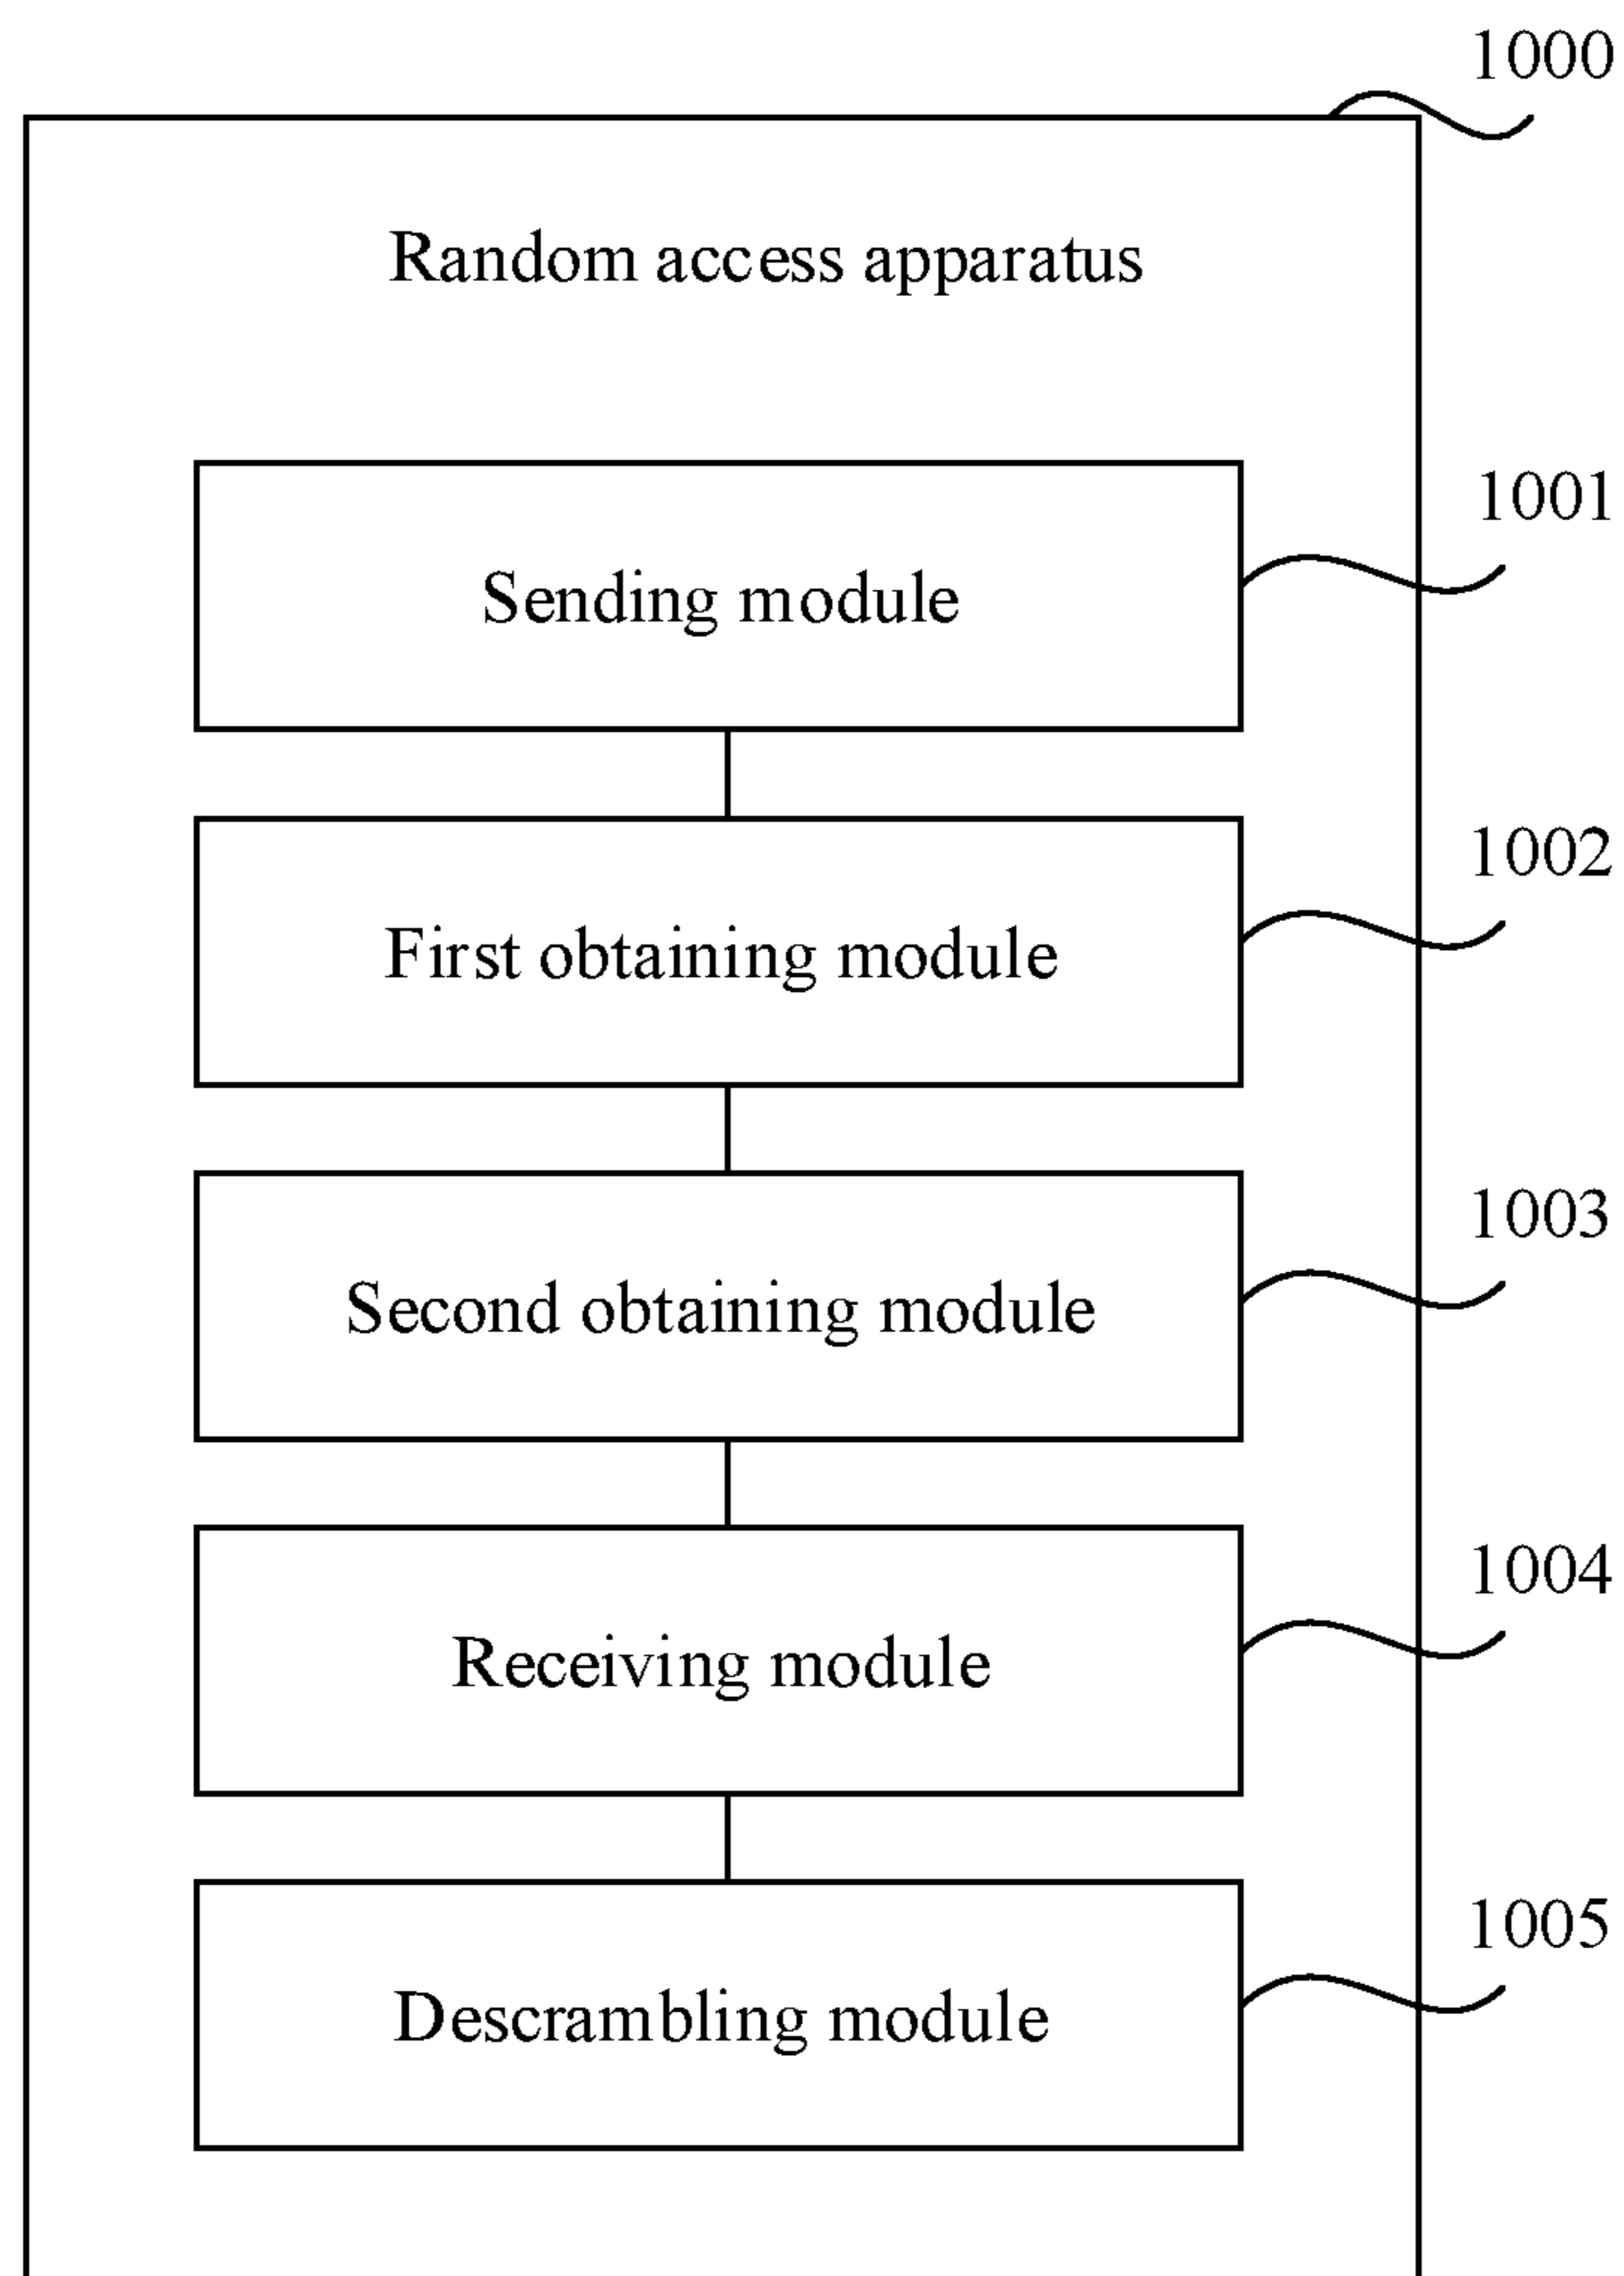 1000
Random access apparatus
1001
Sending module
1002
First obtaining module
1003
Second obtaining module
1004
Receiving module
1005
Descrambling module